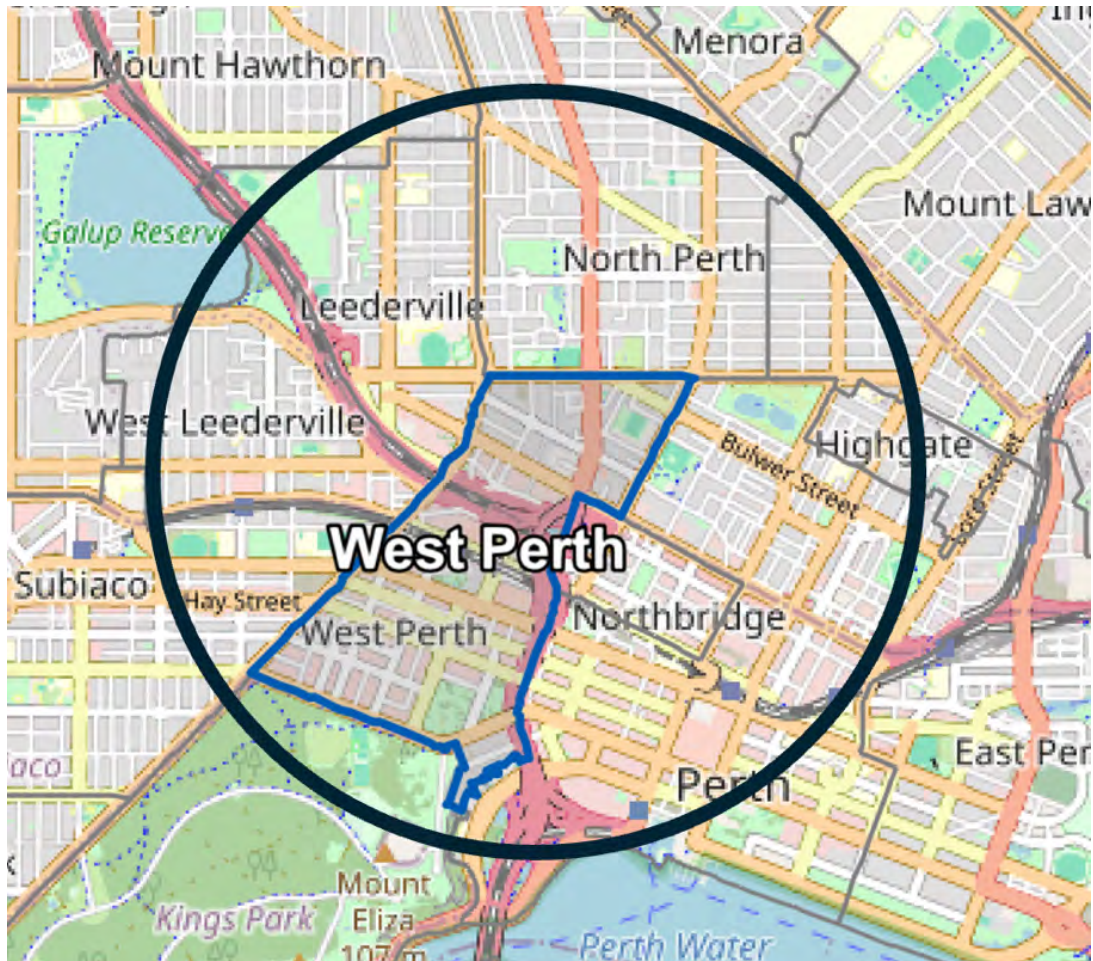 Menora
Mount Hawthorn
Mount Law
Galup Reserve
North Perth
Leederville
West Leederville
Highgate
Bulwer Street
West Perth
Subiaco
Hay Street
West Perth
Northbridge
East Per
aco
Perth
Mount
Eliza
107 m
Kings Park
Perth Water